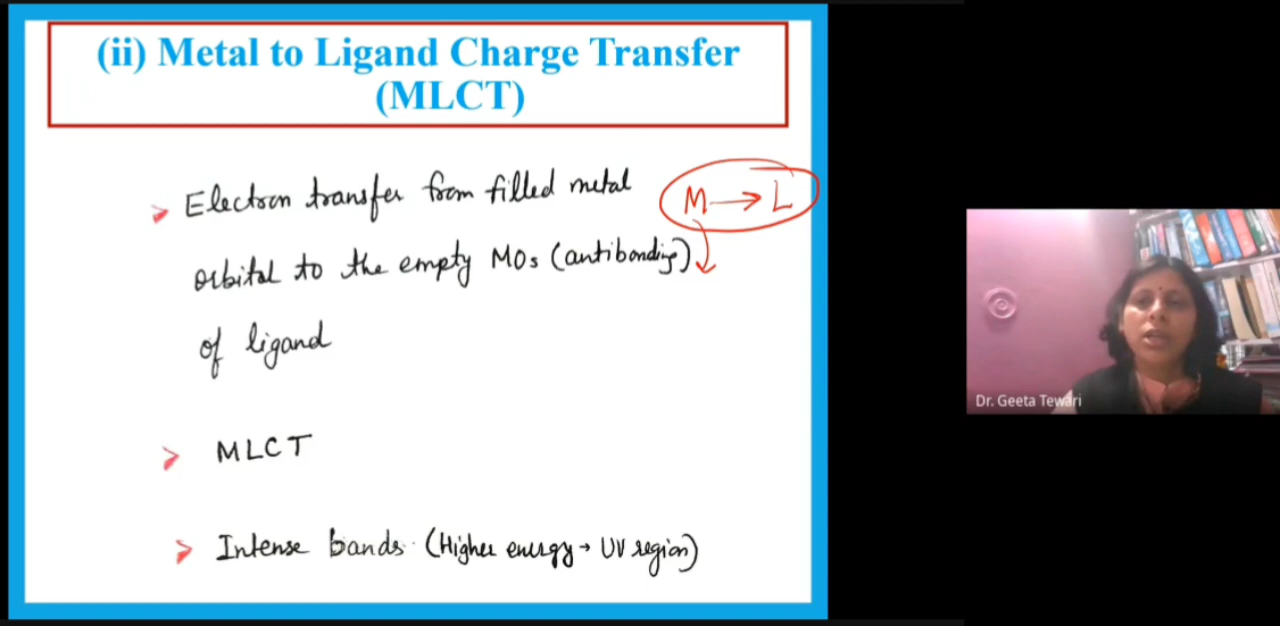 (ii) Metal to Ligand Charge Transfer
(MLCT)
➤ Electron transfer from filled metal
M → L
orbital to the empty MOs (antibonding)
of ligand
➤ MLCT
➤ Intense bands. (Higher energy → UV region)
Dr. Geeta Tewari